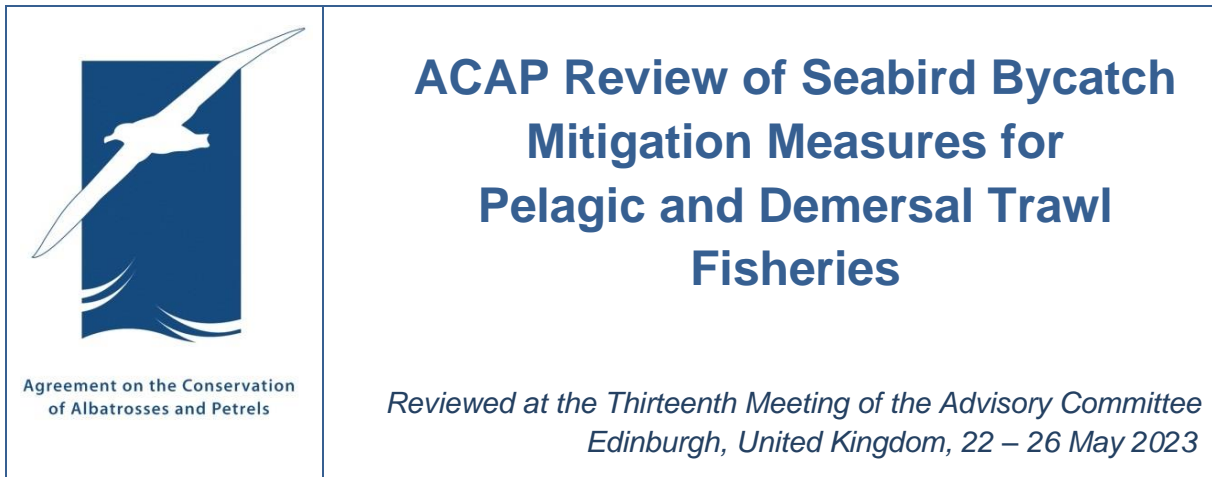 Agreement on the Conservation
of Albatrosses and Petrels
ACAP Review of Seabird Bycatch
Mitigation Measures for
Pelagic and Demersal Trawl
Fisheries
Reviewed at the Thirteenth Meeting of the Advisory Committee
Edinburgh, United Kingdom, 22 – 26 May 2023